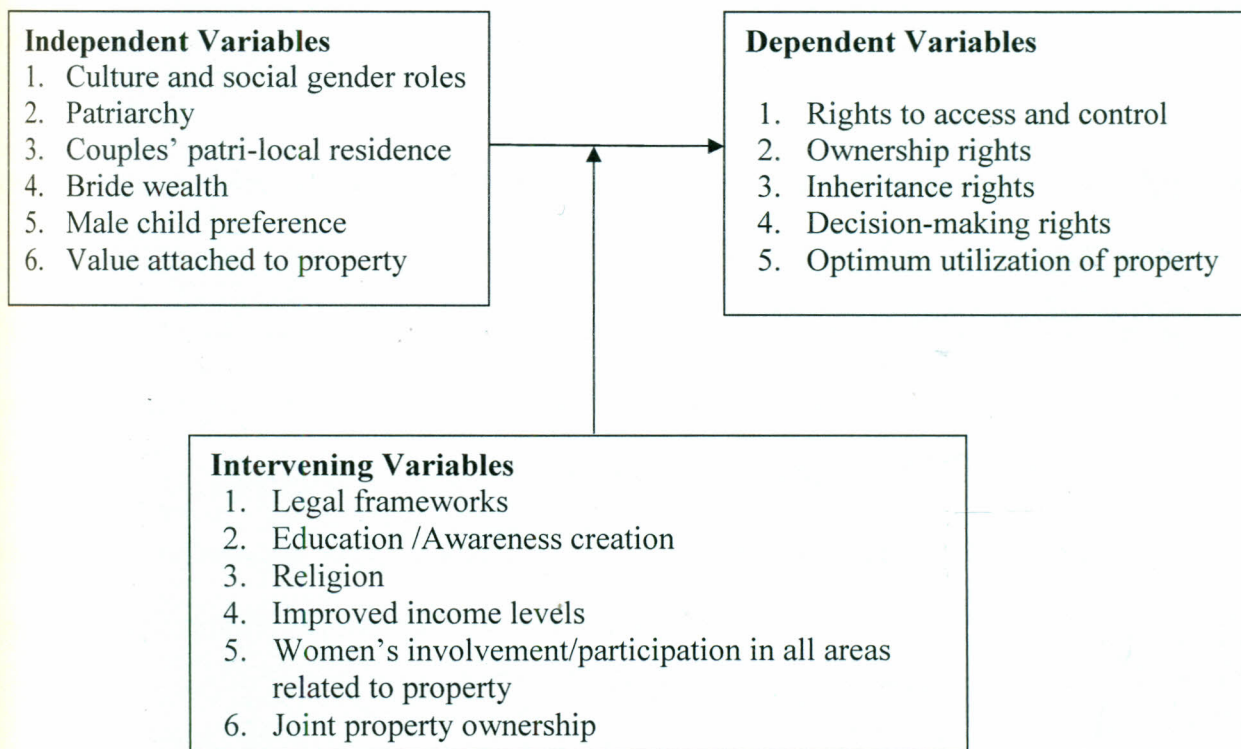 Independent Variables
1. Culture and social gender roles
2. Patriarchy
3. Couples' patri-local residence
4. Bride wealth
5. Male child preference
6. Value attached to property
Dependent Variables
1. Rights to access and control
2. Ownership rights
3. Inheritance rights
4. Decision-making rights
5. Optimum utilization of property
Intervening Variables
1. Legal frameworks
2. Education /Awareness creation
3. Religion
4. Improved income levels
5. Women's involvement/participation in all areas
related to property
6. Joint property ownership